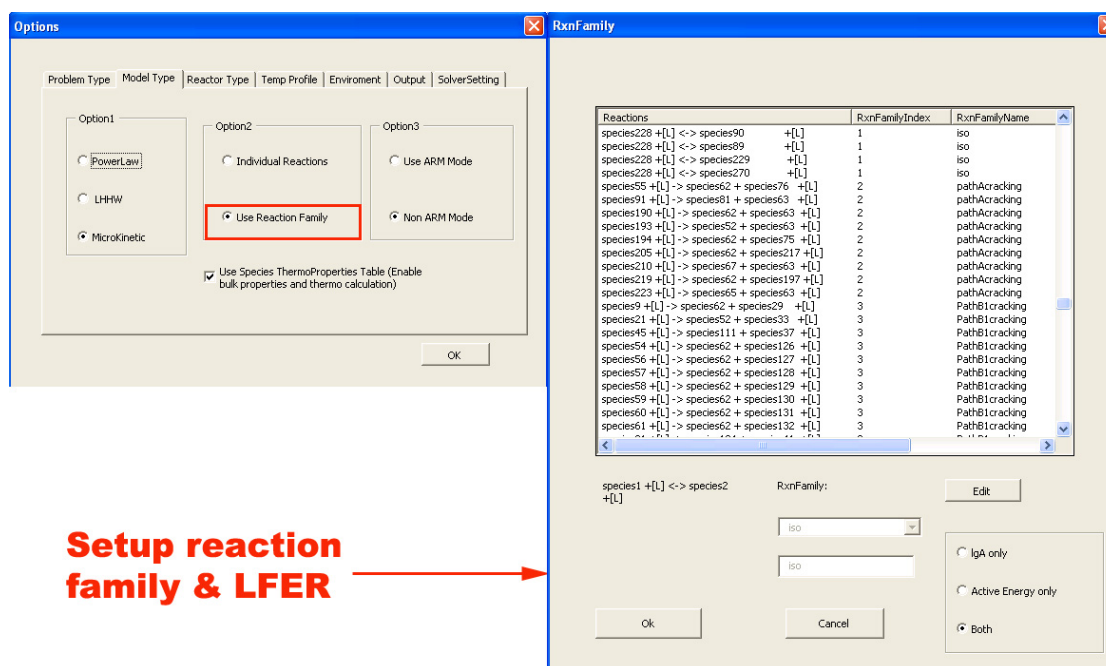 Options
Problem Type Model Type Reactor Type Temp Profile Enviroment Output SolverSetting
Option1
PowerLaw
LHHW
MicroKinetic
Option2
Individual Reactions
Use Reaction Family
Option3
Use ARM Mode
Non ARM Mode
Use Species ThermoProperties Table (Enable
bulk properties and thermo calculation)
OK
Setup reaction
family & LFER
RxnFamily
Reactions RxnFamilyIndex RxnFamilyName
species228 +[L] <-> species90 +[L] 1 iso
species228 +[L] <-> species89 +[L] 1 iso
species228 +[L] <-> species229 +[L] 1 iso
species228 +[L] <-> species270 +[L] 1 iso
species55 +[L] -> species62 + species76 +[L] 2 pathAcracking
species91 +[L] -> species81 + species63 +[L] 2 pathAcracking
species190 +[L] -> species62 + species63 +[L] 2 pathAcracking
species193 +[L] -> species52 + species63 +[L] 2 pathAcracking
species194 +[L] -> species62 + species75 +[L] 2 pathAcracking
species205 +[L] -> species62 + species217 +[L] 2 pathAcracking
species210 +[L] -> species67 + species63 +[L] 2 pathAcracking
species219 +[L] -> species62 + species197 +[L] 2 pathAcracking
species223 +[L] -> species65 + species63 +[L] 2 pathAcracking
species9 +[L] -> species62 + species29 +[L] 3 PathB1cracking
species21 +[L] -> species52 + species33 +[L] 3 PathB1cracking
species45 +[L] -> species111 + species37 +[L] 3 PathB1cracking
species54 +[L] -> species62 + species126 +[L] 3 PathB1cracking
species56 +[L] -> species62 + species127 +[L] 3 PathB1cracking
species57 +[L] -> species62 + species128 +[L] 3 PathB1cracking
species58 +[L] -> species62 + species129 +[L] 3 PathB1cracking
species59 +[L] -> species62 + species130 +[L] 3 PathB1cracking
species60 +[L] -> species62 + species131 +[L] 3 PathB1cracking
species61 +[L] -> species62 + species132 +[L] 3 PathB1cracking
species1 +[L] <-> species2
+[L]
RxnFamily:
iso
iso
Edit
lgA only
Active Energy only
Both
Ok
Cancel